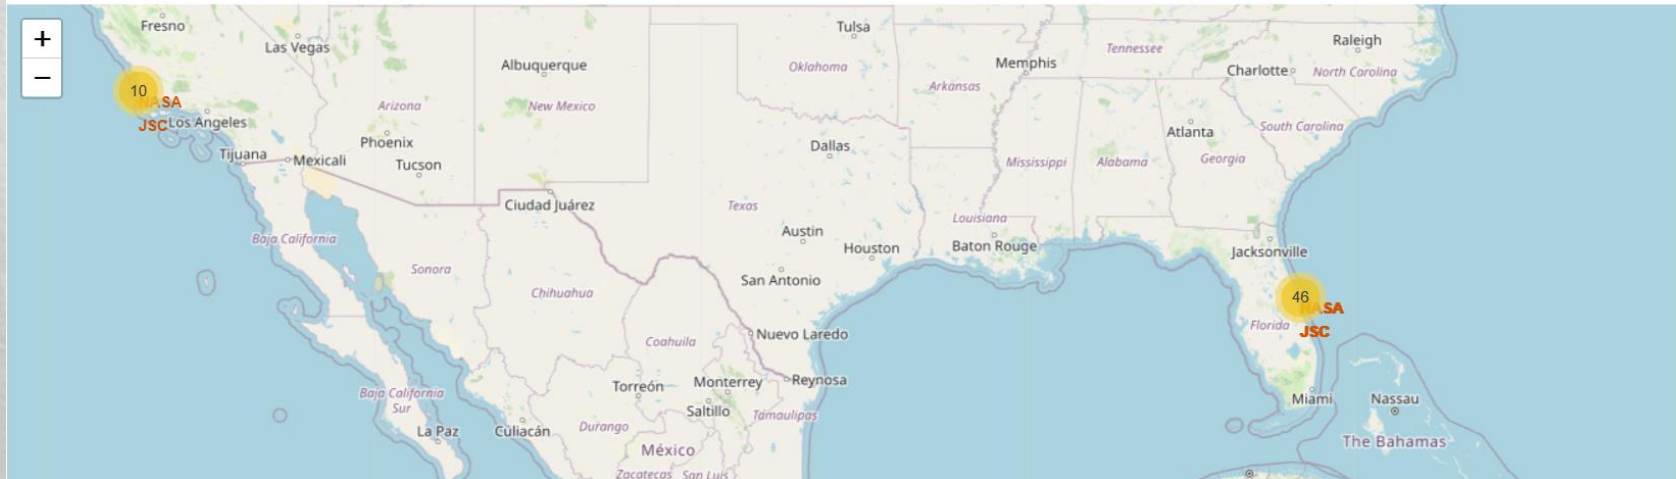 +
−
Fresno
Las Vegas
Tulsa
Raleigh
Albuquerque
Memphis
Tennessee
Charlotte
North Carolina
Oklahoma
Arkansas
10
NASA
JSC
Los Angeles
Arizona
New Mexico
Phoenix
Tucson
Tijuana
Mexicali
Dallas
Atlanta
South Carolina
Mississippi
Alabama
Georgia
Ciudad Juárez
Texas
Louisiana
Austin
Houston
Baton Rouge
Jacksonville
Baja California
Sonora
Chihuahua
San Antonio
46
NASA
JSC
Florida
Coahuila
Nuevo Laredo
Torreón
Monterrey
Reynosa
Saltillo
Tamaulipas
Baja California
Sur
La Paz
Culiacán
Durango
México
Zacatecas
San Luis
Miami
Nassau
The Bahamas